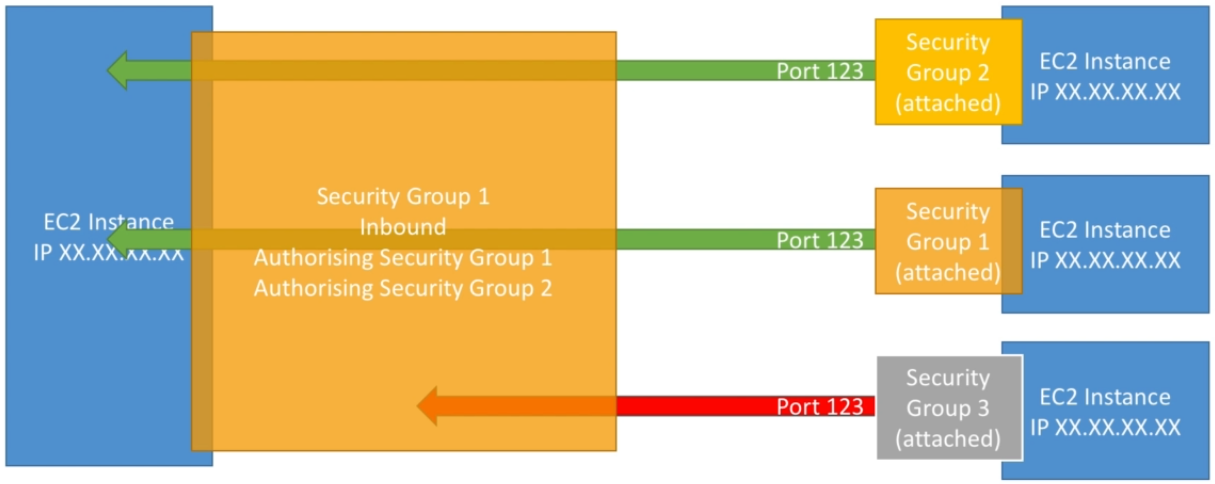 EC2 Instance
IP XX.XX.XX.XX
Security Group 1
Inbound
Authorising Security Group 1
Authorising Security Group 2
Port 123
Security
Group 2
(attached)
EC2 Instance
IP XX.XX.XX.XX
Port 123
Security
Group 1
(attached)
EC2 Instance
IP XX.XX.XX.XX
Port 123
Security
Group 3
(attached)
EC2 Instance
IP XX.XX.XX.XX